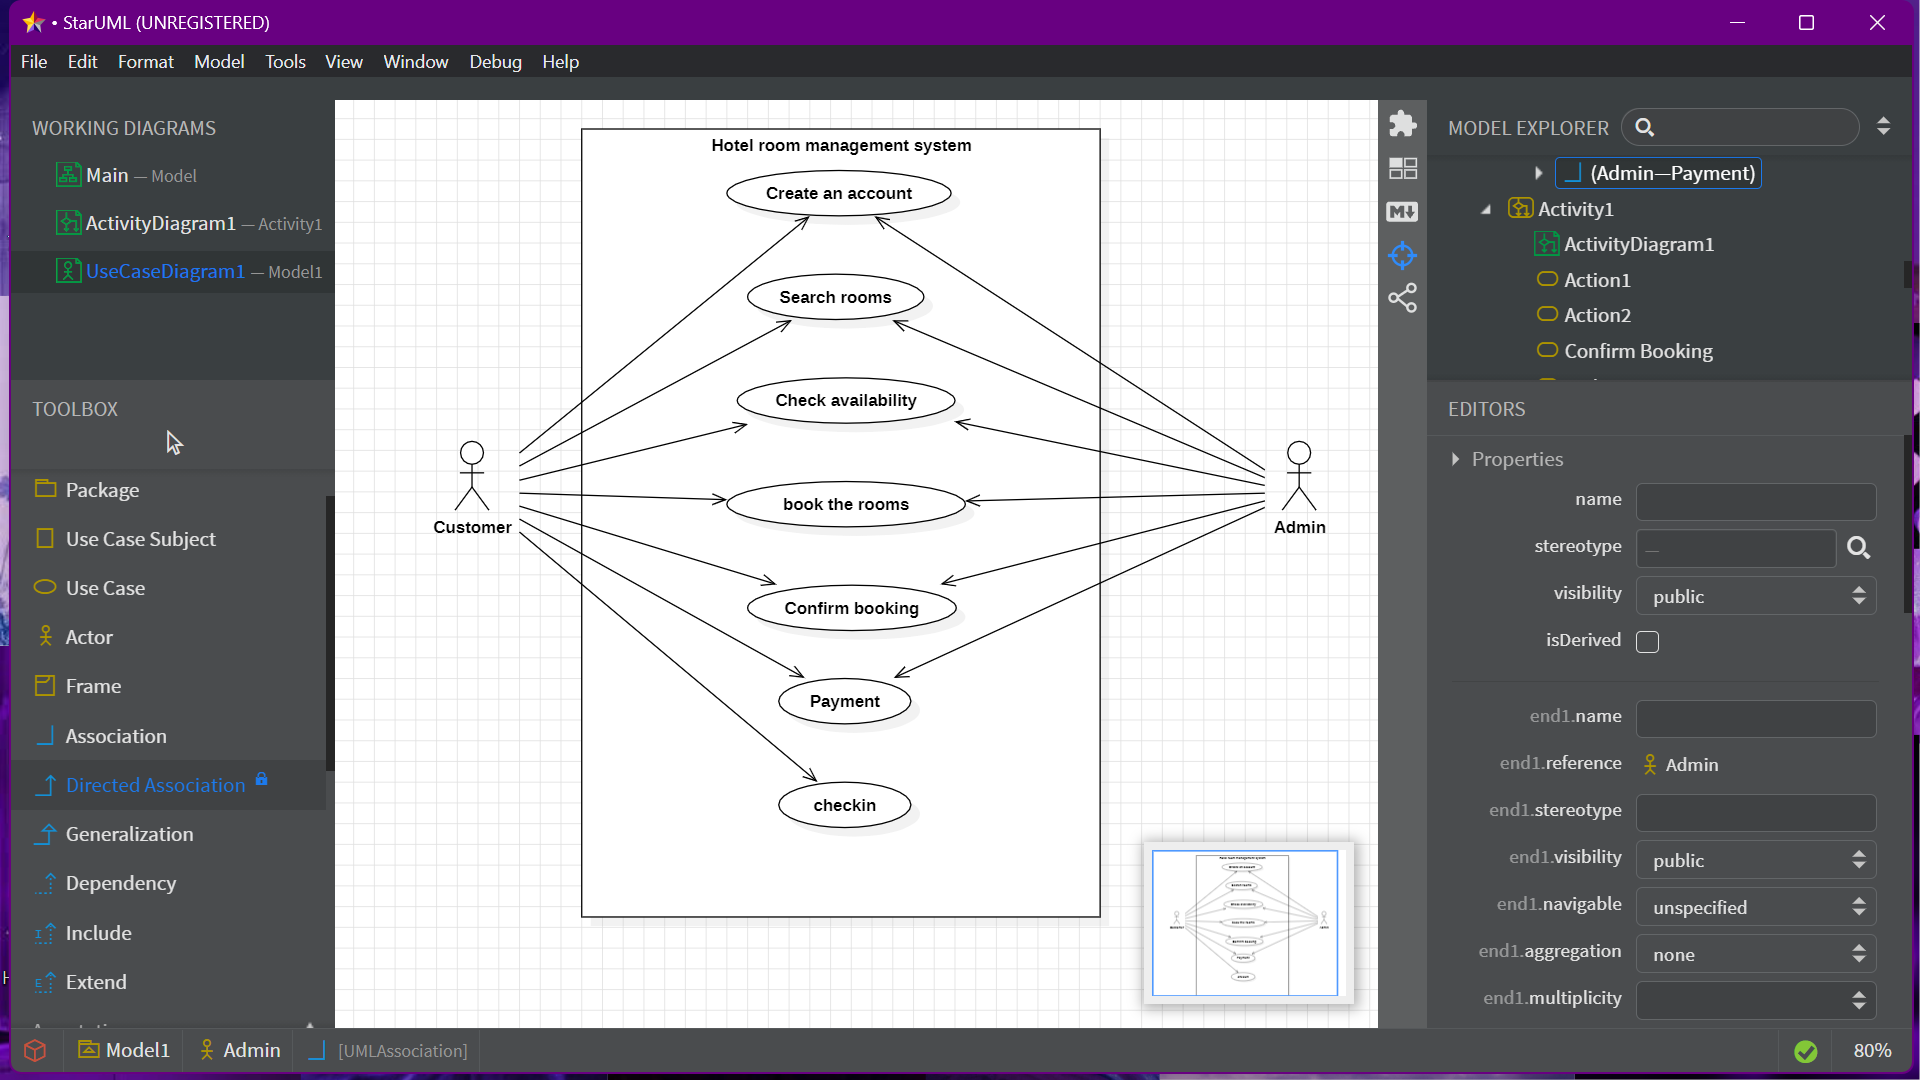 • StarUML (UNREGISTERED)
File Edit Format Model Tools View Window Debug Help
WORKING DIAGRAMS
Main — Model
ActivityDiagram1 — Activity1
UseCaseDiagram1 — Model1
TOOLBOX
Package
Use Case Subject
Use Case
Actor
Frame
Association
Directed Association
Generalization
Dependency
I Include
E Extend
Hotel room management system
Create an account
Search rooms
Check availability
book the rooms
Confirm booking
Payment
checkin
Customer
Admin
M
MODEL EXPLORER
(Admin—Payment)
Activity1
ActivityDiagram1
Action1
Action2
Confirm Booking
EDITORS
Properties
name
stereotype —
visibility public
isDerived
end1.name
end1.reference Admin
end1.stereotype
end1.visibility public
end1.navigable unspecified
end1.aggregation none
end1.multiplicity
Model1 Admin [UMLAssociation] 80%